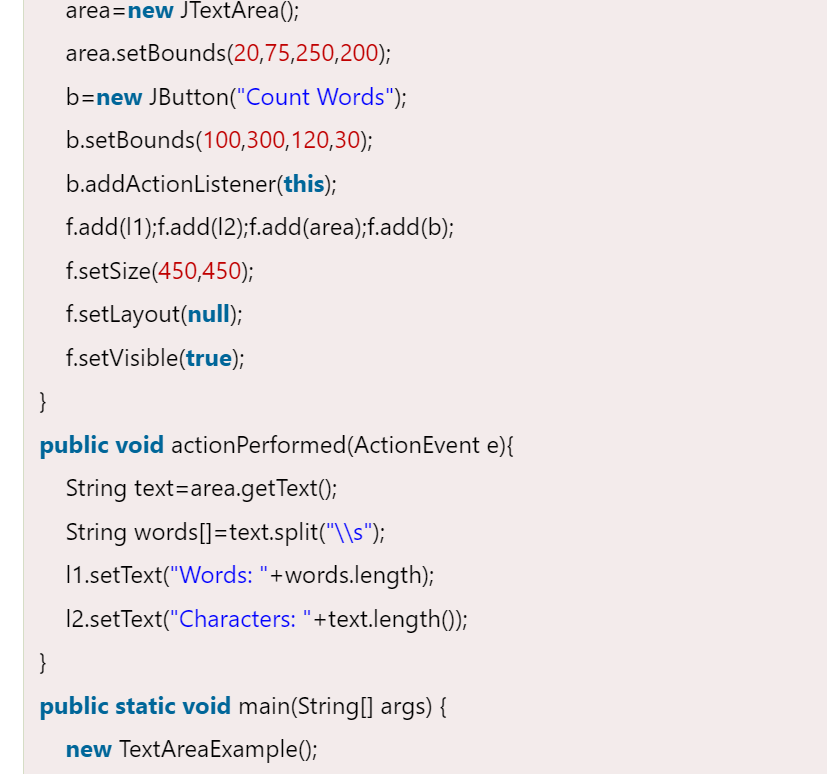 area=new JTextArea();
area.setBounds(20,75,250,200);
b=new JButton("Count Words");
b.setBounds(100,300,120,30);
b.addActionListener(this);
f.add(l1);f.add(l2);f.add(area);f.add(b);
f.setSize(450,450);
f.setLayout(null);
f.setVisible(true);
}
public void actionPerformed(ActionEvent e){
String text=area.getText();
String words[]=text.split("\\s");
l1.setText("Words: "+words.length);
l2.setText("Characters: "+text.length());
}
public static void main(String[] args) {
new TextAreaExample();